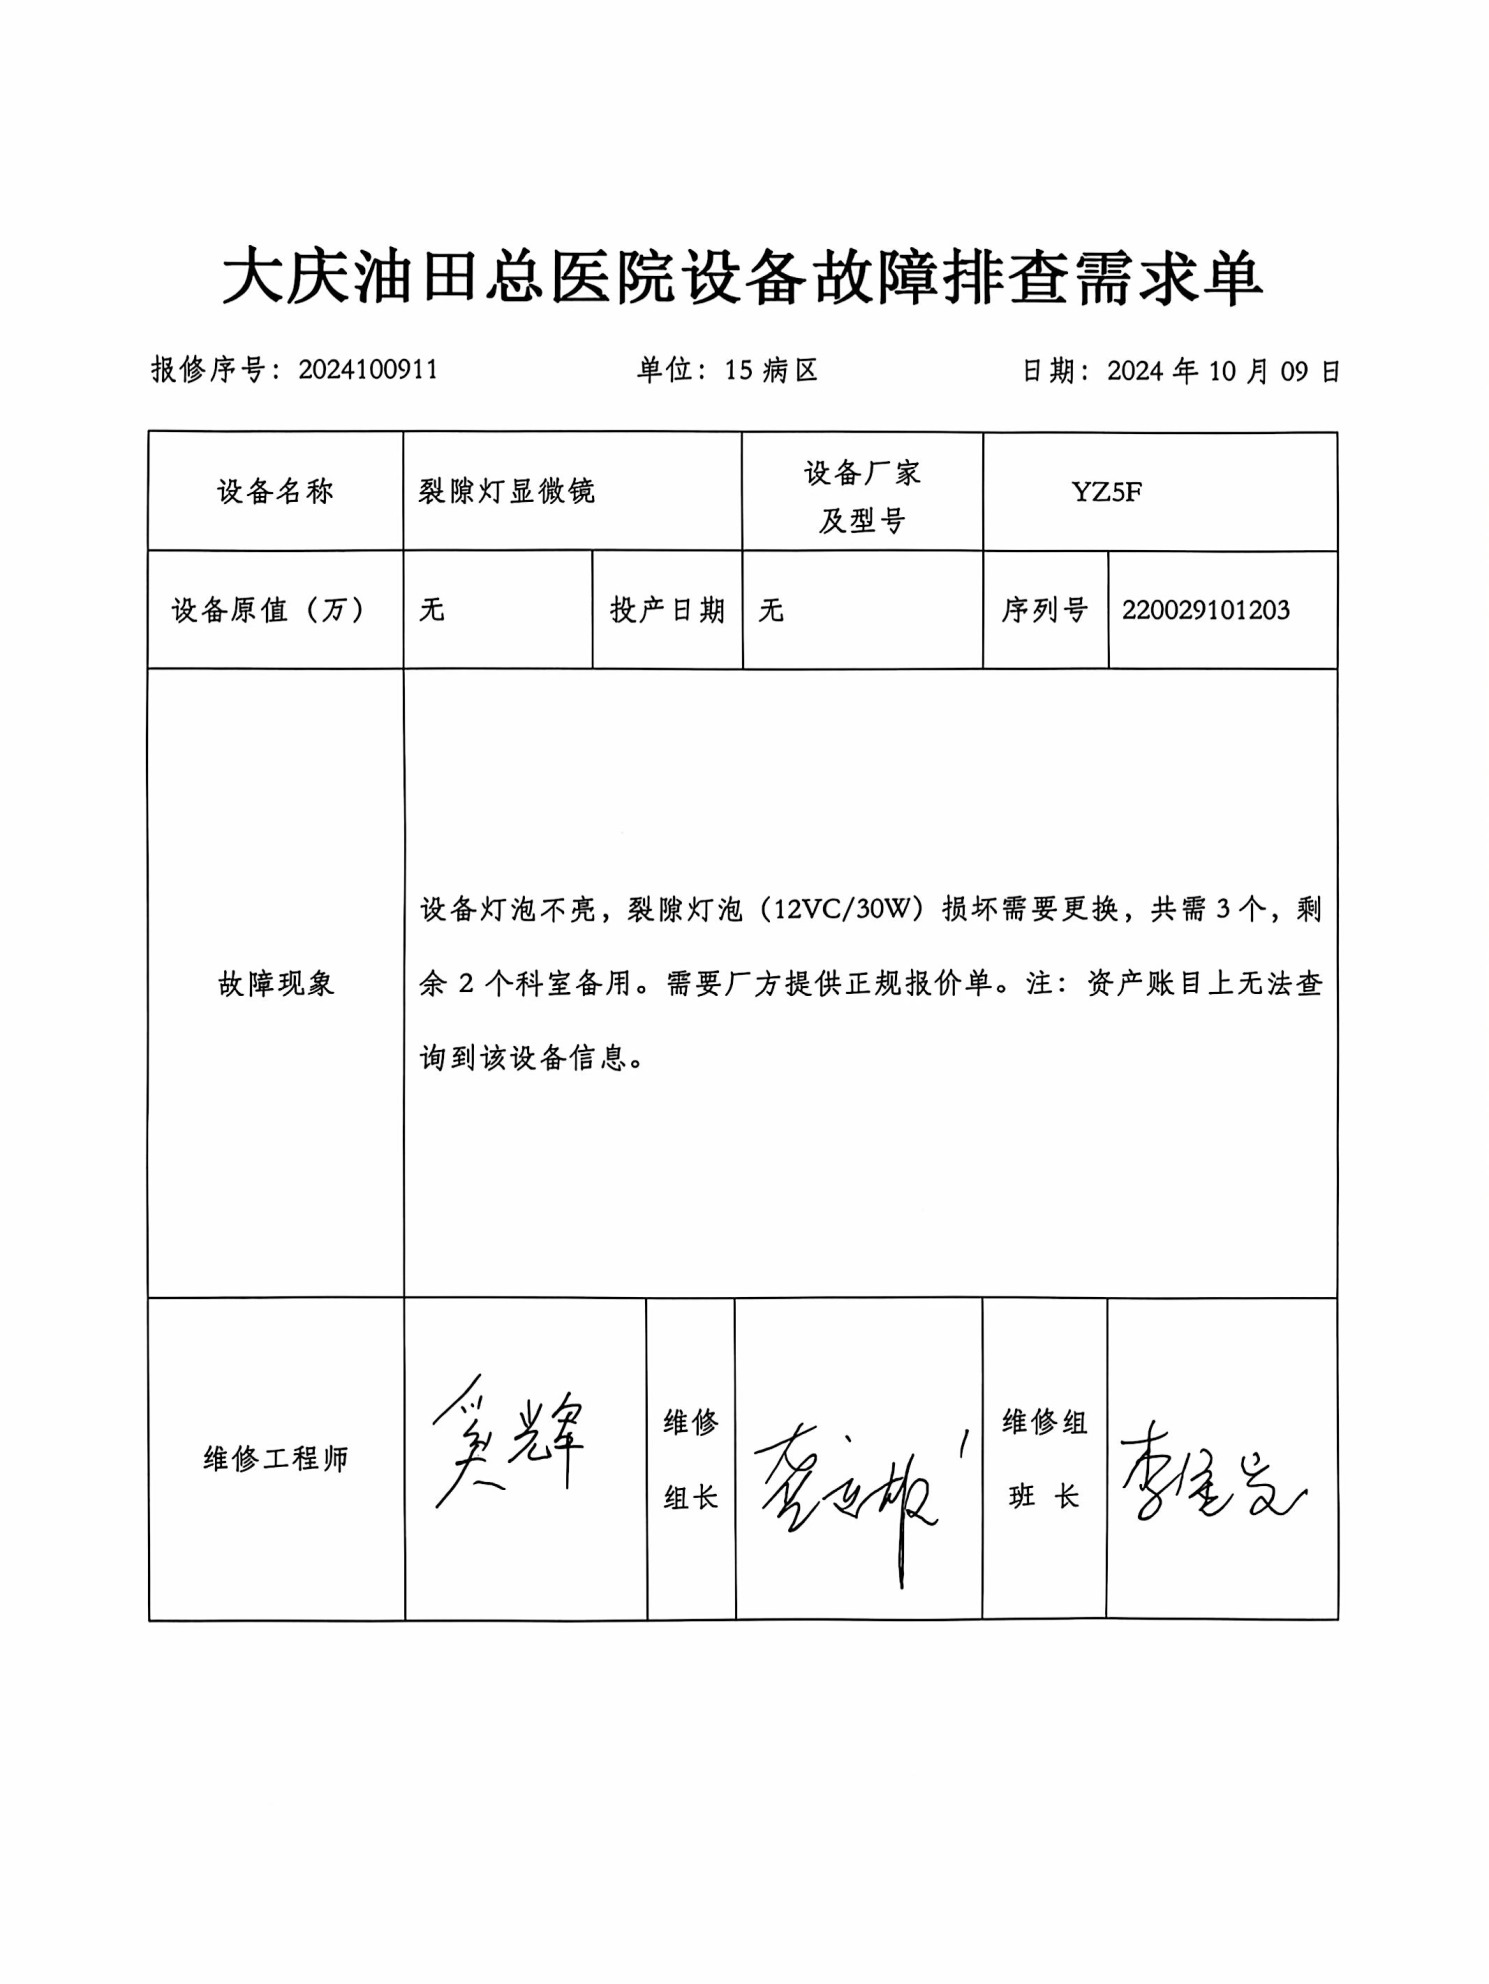 大庆油田总医院设备故障排查需求单
报修序号：2024100911 单位：15 病区 日期：2024 年 10 月 09 日
设备名称 裂隙灯显微镜 设备厂家
及型号 YZ5F
设备原值（万） 无 投产日期 无 序列号 220029101203
故障现象
设备灯泡不亮，裂隙灯泡（12VC/30W）损坏需要更换，共需 3 个，剩
余 2 个科室备用。需要厂方提供正规报价单。注：资产账目上无法查
询到该设备信息。
维修工程师 奚辉
维修
组长
维修组
班 长